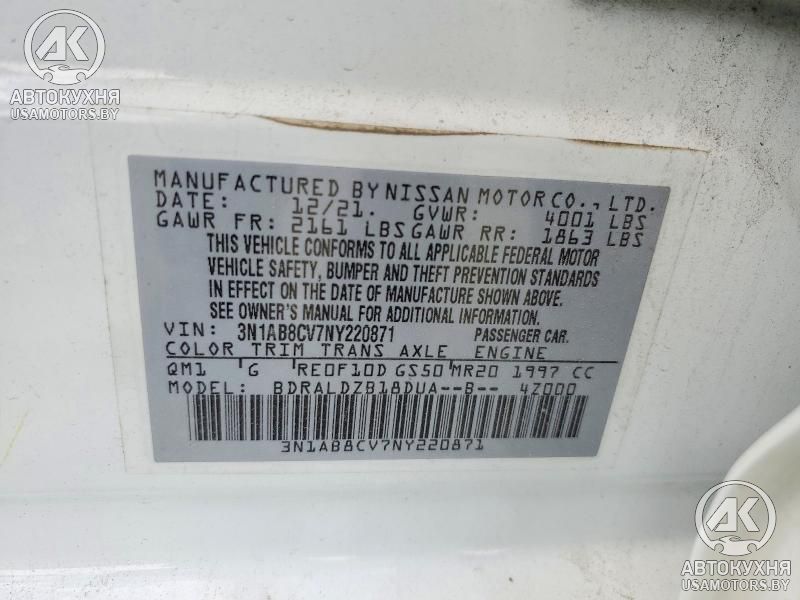 AK
АВТОКУХНЯ
USAMOTORS.BY
MANUFACTURED BY NISSAN MOTOR CO., LTD.
DATE: 12/21. GVWR: 4001 LBS
GAWR FR: 2161 LBS GAWR RR: 1863 LBS
THIS VEHICLE CONFORMS TO ALL APPLICABLE FEDERAL MOTOR
VEHICLE SAFETY, BUMPER AND THEFT PREVENTION STANDARDS
IN EFFECT ON THE DATE OF MANUFACTURE SHOWN ABOVE.
SEE OWNER'S MANUAL FOR ADDITIONAL INFORMATION.
VIN: 3N1AB8CV7NY220871 PASSENGER CAR.
COLOR TRIM TRANS AXLE ENGINE
QM1 G RE0F10D GS50 MR20 1997 CC
MODEL: BDRALDZB18DUA--B-- 4Z000
3N1AB8CV7NY220871
AK
АВТОКУХНЯ
USAMOTORS.BY